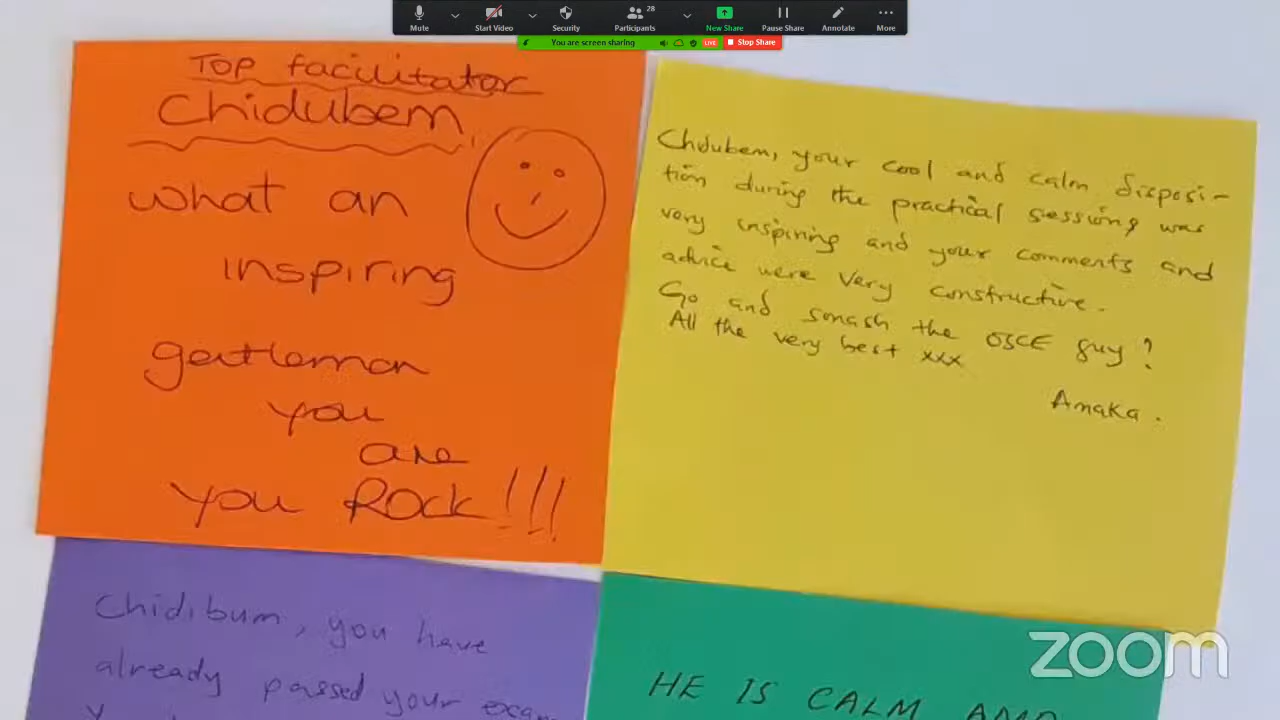 Mute
Start Video
Security
Participants
28
New Share
Pause Share
Annotate
More
You are screen sharing
LIVE
Stop Share
Top facilitator
Chidubem,
what an
inspiring
gentleman
you
are
you Rock!!!
Chidubem, your cool and calm disposi-
tion during the practical sessions was
very inspiring and your comments and
advice were very constructive.
Go and smash the OSCE guy?
All the very best xxx
Amaka.
Chidibum, you have
already passed your exam
HE IS CALM AND
zoom